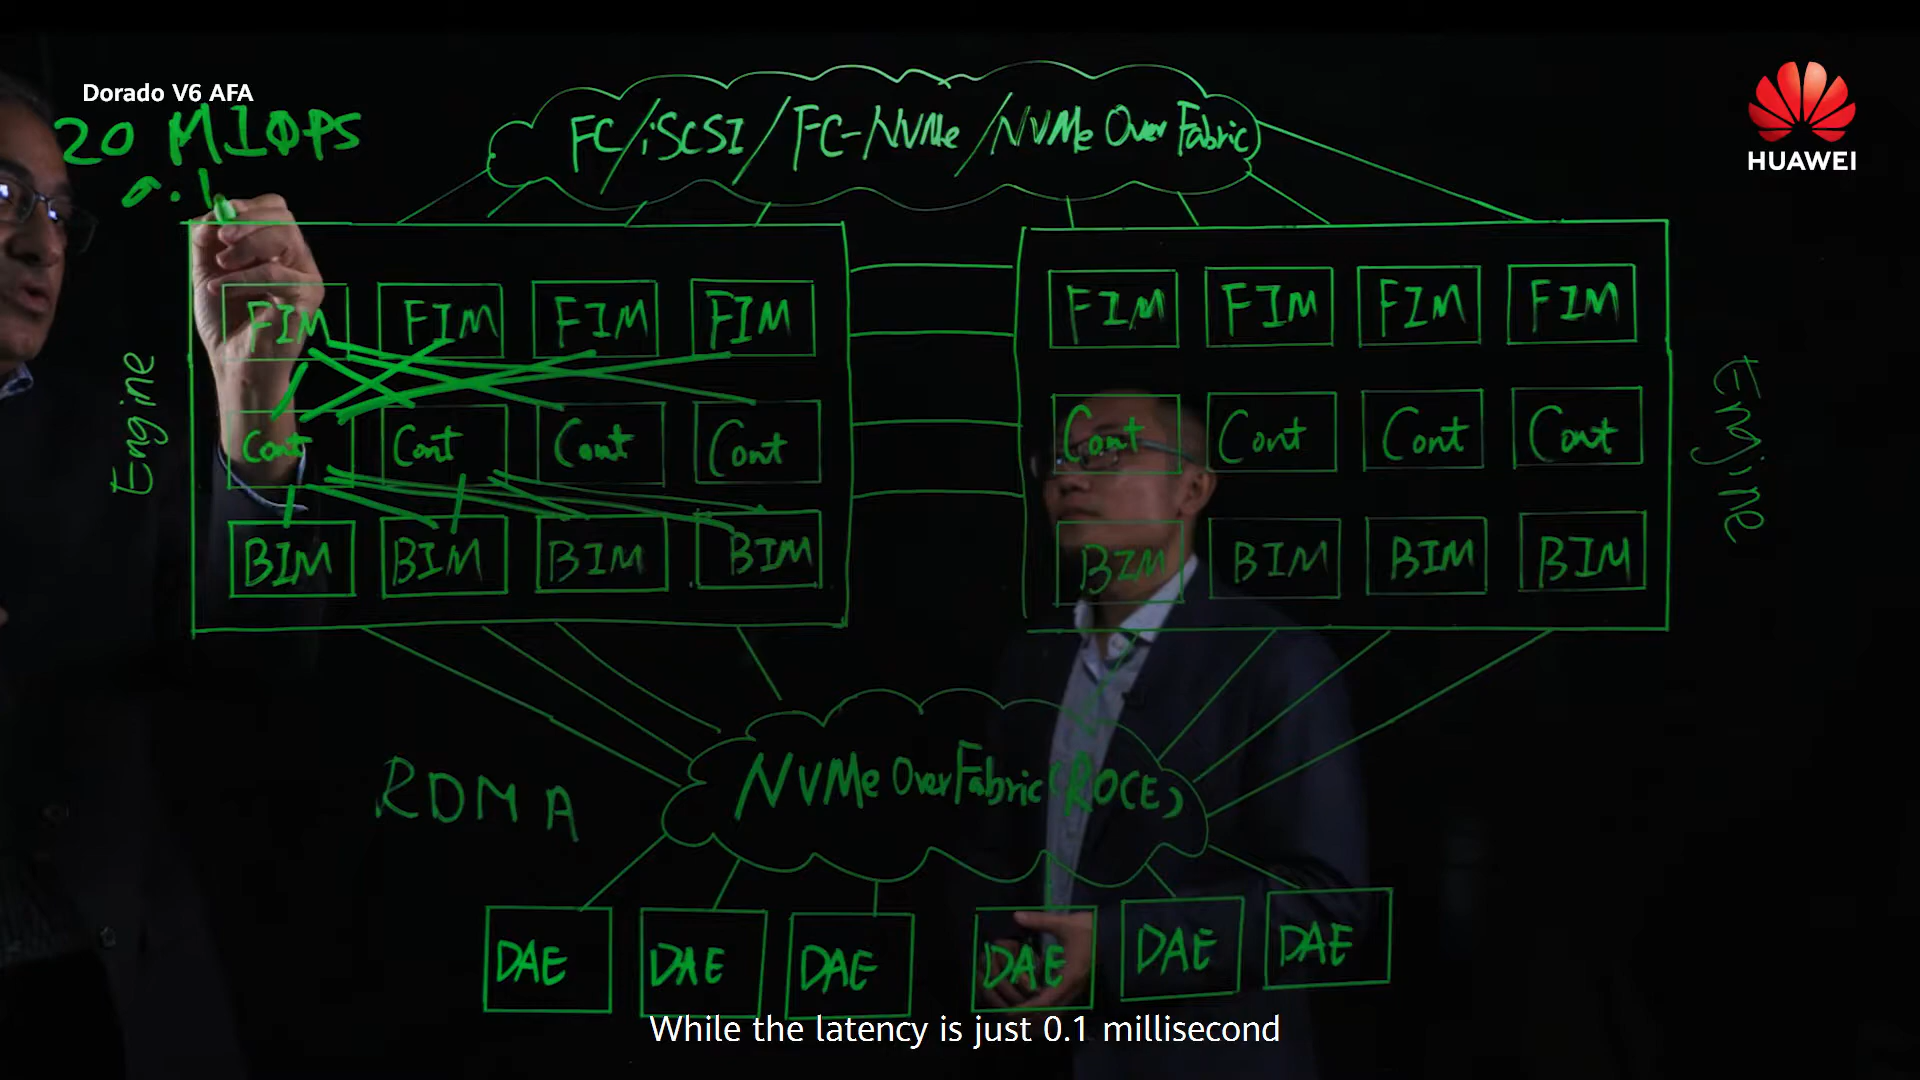 Dorado V6 AFA
HUAWEI
20 MIOPS
0.1
FC/iSCSI/FC-NVMe/NVMe Over Fabric
Engine
FIM FIM FIM FIM
Cont Cont Cont Cont
BIM BIM BIM BIM
FIM FIM FIM FIM
Cont Cont Cont Cont
BIM BIM BIM BIM
Engine
RDMA
NVMe Over Fabric (ROCE)
DAE DAE DAE DAE DAE DAE
While the latency is just 0.1 millisecond